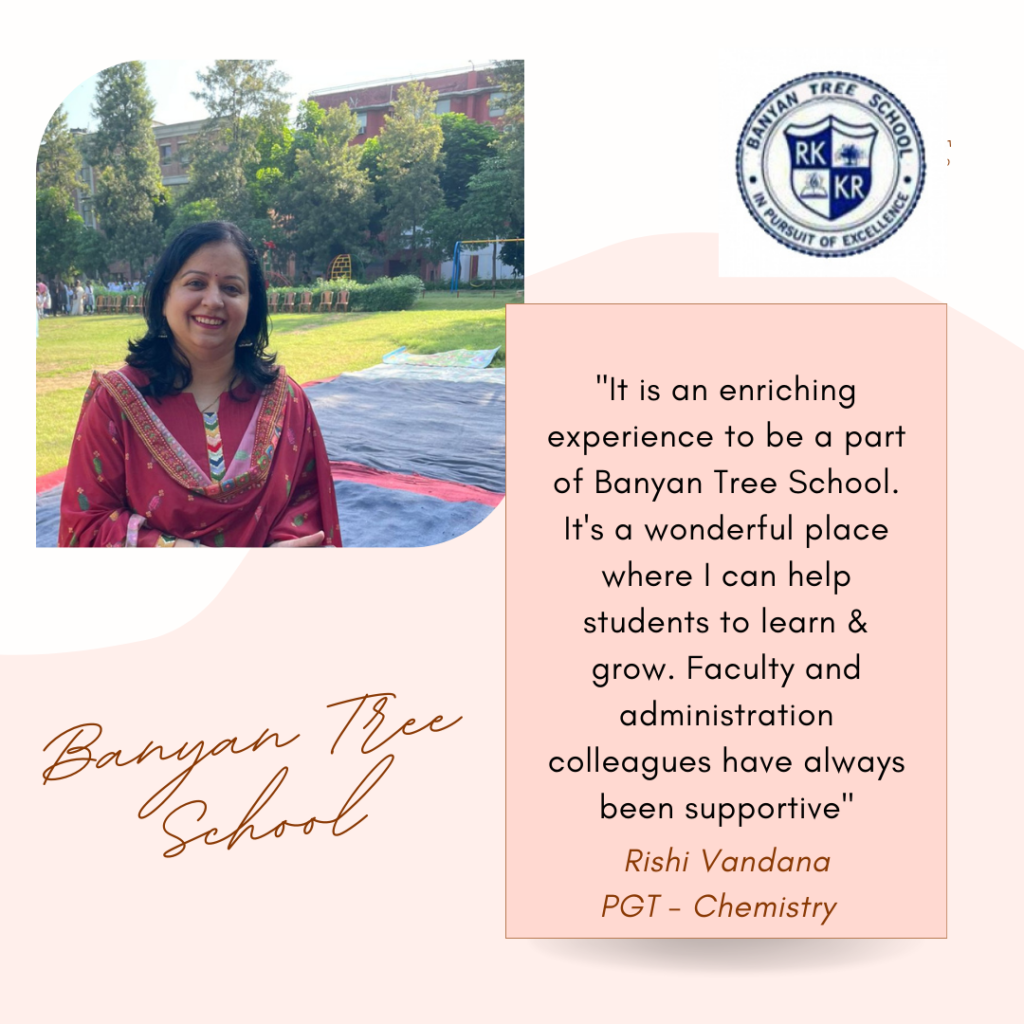 BANYAN TREE SCHOOL
RK
KR
IN PURSUIT OF EXCELLENCE
"It is an enriching
experience to be a part
of Banyan Tree School.
It's a wonderful place
where I can help
students to learn &
grow. Faculty and
administration
colleagues have always
been supportive"
Rishi Vandana
PGT - Chemistry
Banyan Tree
School